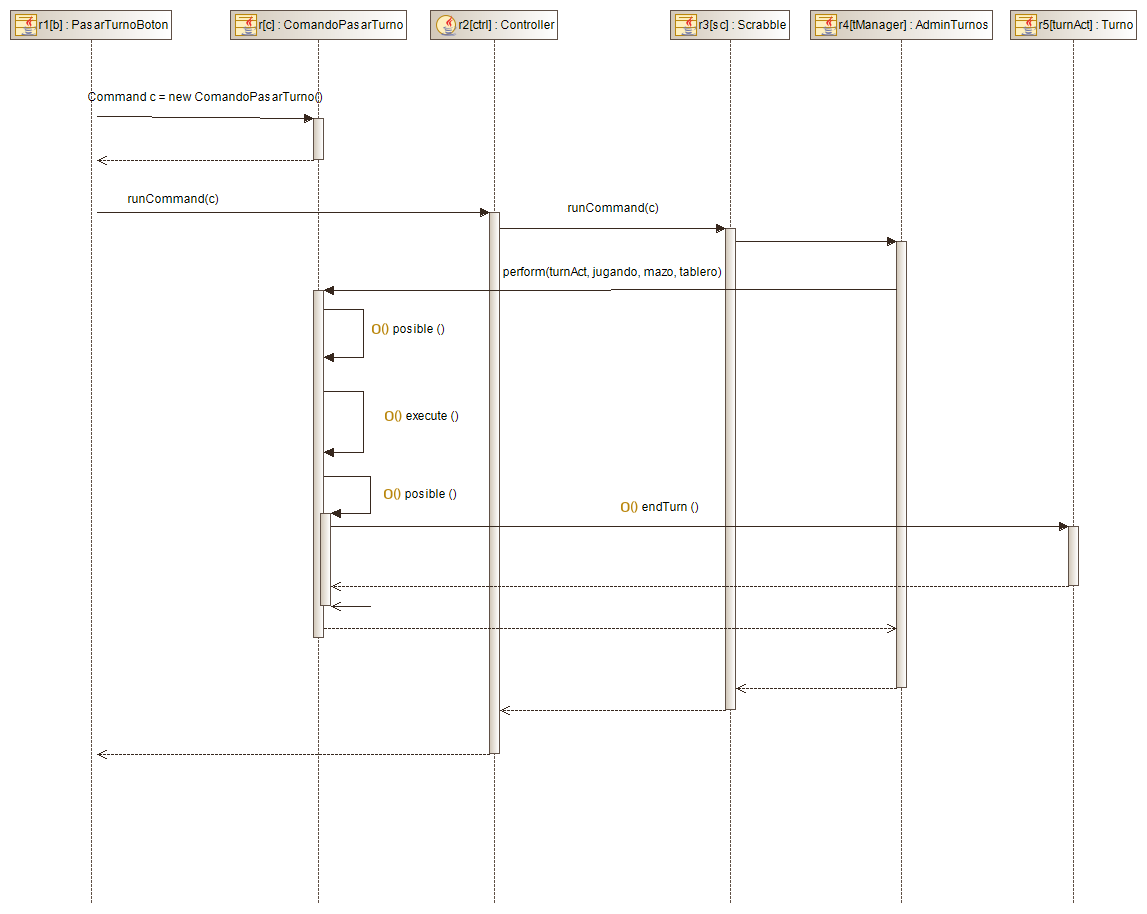 r1[b] : PasarTurnoBoton
r[c] : ComandoPasarTurno
r2[ctrl] : Controller
r3[sc] : Scrabble
r4[tManager] : AdminTurnos
r5[turnAct] : Turno
Command c = new ComandoPasarTurno()
runCommand(c)
runCommand(c)
perform(turnAct, jugando, mazo, tablero)
O() posible ()
O() execute ()
O() posible ()
O() endTurn ()